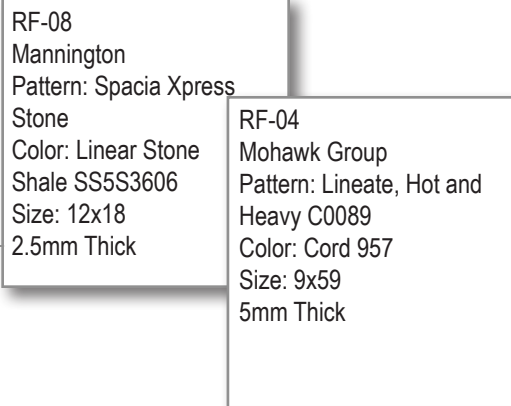 RF-08
Mannington
Pattern: Spacia Xpress
Stone
Color: Linear Stone
Shale SS5S3606
Size: 12x18
2.5mm Thick
RF-04
Mohawk Group
Pattern: Lineate, Hot and
Heavy C0089
Color: Cord 957
Size: 9x59
5mm Thick